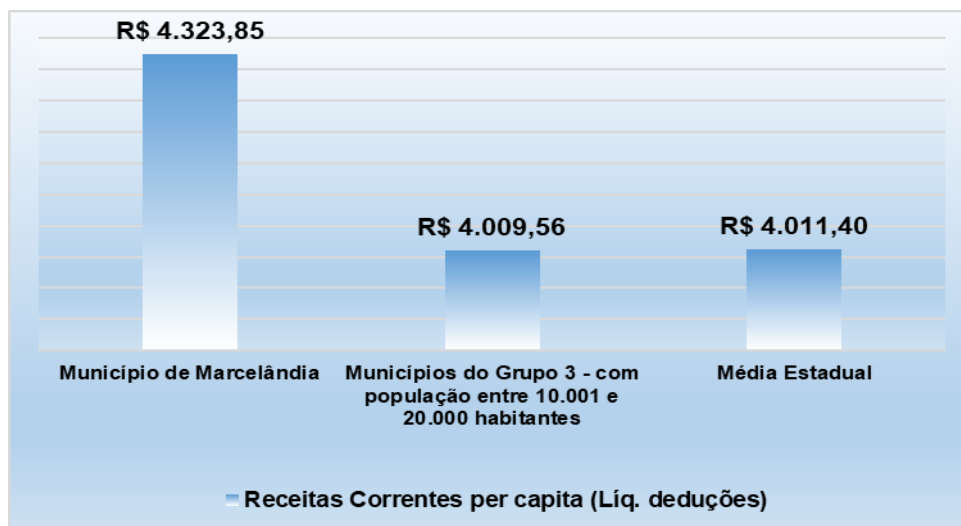 R$ 4.323,85
R$ 4.009,56
R$ 4.011,40
Município de Marcelândia
Municípios do Grupo 3 - com
população entre 10.001 e
20.000 habitantes
Média Estadual
Receitas Correntes per capita (Líq. deduções)